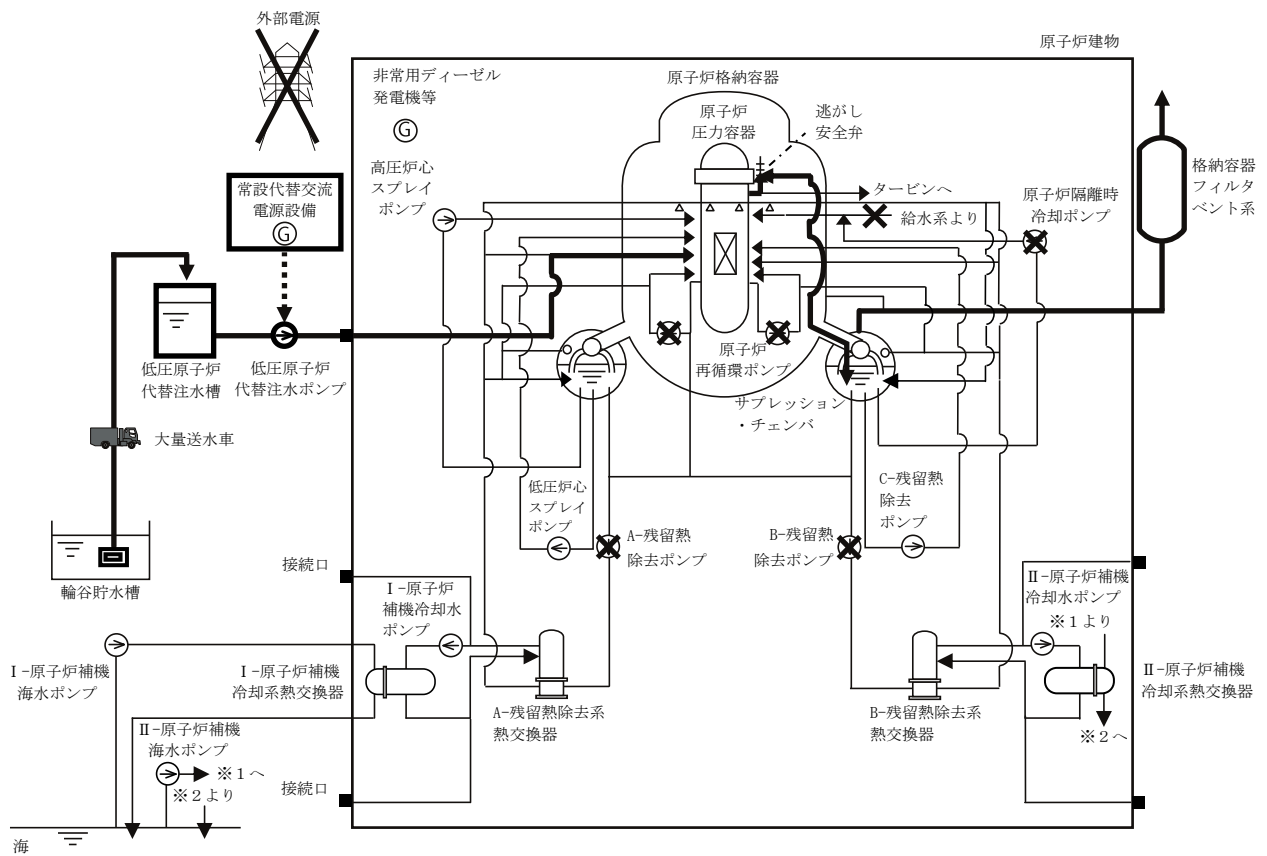 外部電源
原子炉建物
非常用ディーゼル
発電機等
G
原子炉格納容器
原子炉
圧力容器
逃がし
安全弁
格納容器
フィルタ
ベント系
常設代替交流
電源設備
G
高圧炉心
スプレイ
ポンプ
タービンへ
給水系より
原子炉隔離時
冷却ポンプ
低圧原子炉
代替注水槽
低圧原子炉
代替注水ポンプ
原子炉
再循環ポンプ
サプレッション
・チェンバ
大量送水車
輪谷貯水槽
低圧炉心
スプレイ
ポンプ
A-残留熱
除去ポンプ
B-残留熱
除去ポンプ
C-残留熱
除去
ポンプ
接続口
Ⅰ-原子炉
補機冷却水
ポンプ
Ⅱ-原子炉補機
冷却水ポンプ
※1より
Ⅰ-原子炉補機
海水ポンプ
Ⅰ-原子炉補機
冷却系熱交換器
A-残留熱除去系
熱交換器
B-残留熱除去系
熱交換器
Ⅱ-原子炉補機
冷却系熱交換器
※2へ
Ⅱ-原子炉補機
海水ポンプ
※1へ
※2より
接続口
海